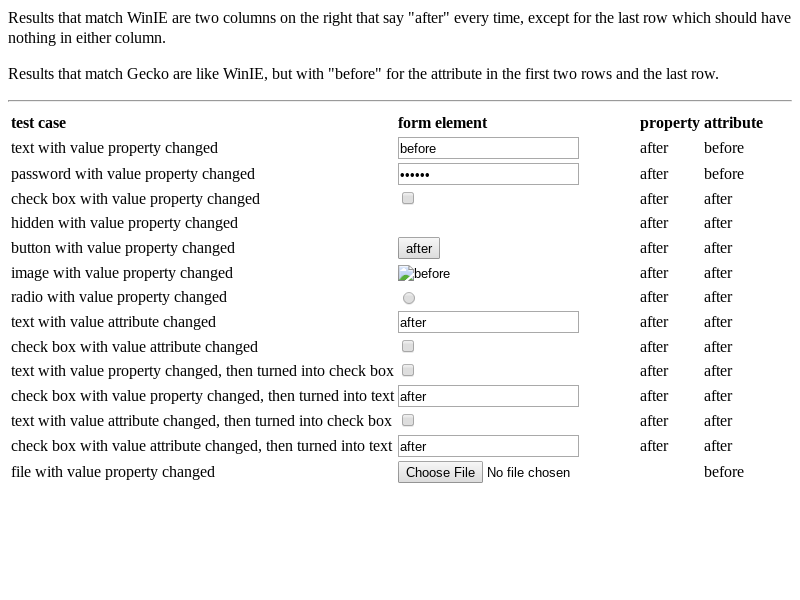 Results that match WinIE are two columns on the right that say "after" every time, except for the last row which should have
nothing in either column.
Results that match Gecko are like WinIE, but with "before" for the attribute in the first two rows and the last row.
test case form element property attribute
text with value property changed before after before
password with value property changed •••••• after before
check box with value property changed after after
hidden with value property changed after after
button with value property changed after after after
image with value property changed before after after
radio with value property changed after after
text with value attribute changed after after after
check box with value attribute changed after after
text with value property changed, then turned into check box after after
check box with value property changed, then turned into text after after after
text with value attribute changed, then turned into check box after after
check box with value attribute changed, then turned into text after after after
file with value property changed Choose File No file chosen before